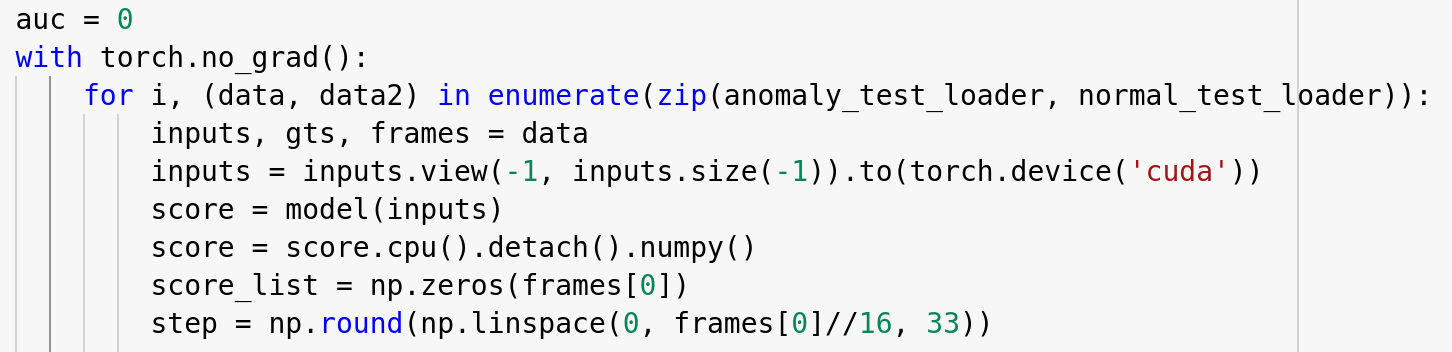 auc = 0
with torch.no_grad():
    for i, (data, data2) in enumerate(zip(anomaly_test_loader, normal_test_loader)):
        inputs, gts, frames = data
        inputs = inputs.view(-1, inputs.size(-1)).to(torch.device('cuda'))
        score = model(inputs)
        score = score.cpu().detach().numpy()
        score_list = np.zeros(frames[0])
        step = np.round(np.linspace(0, frames[0]//16, 33))